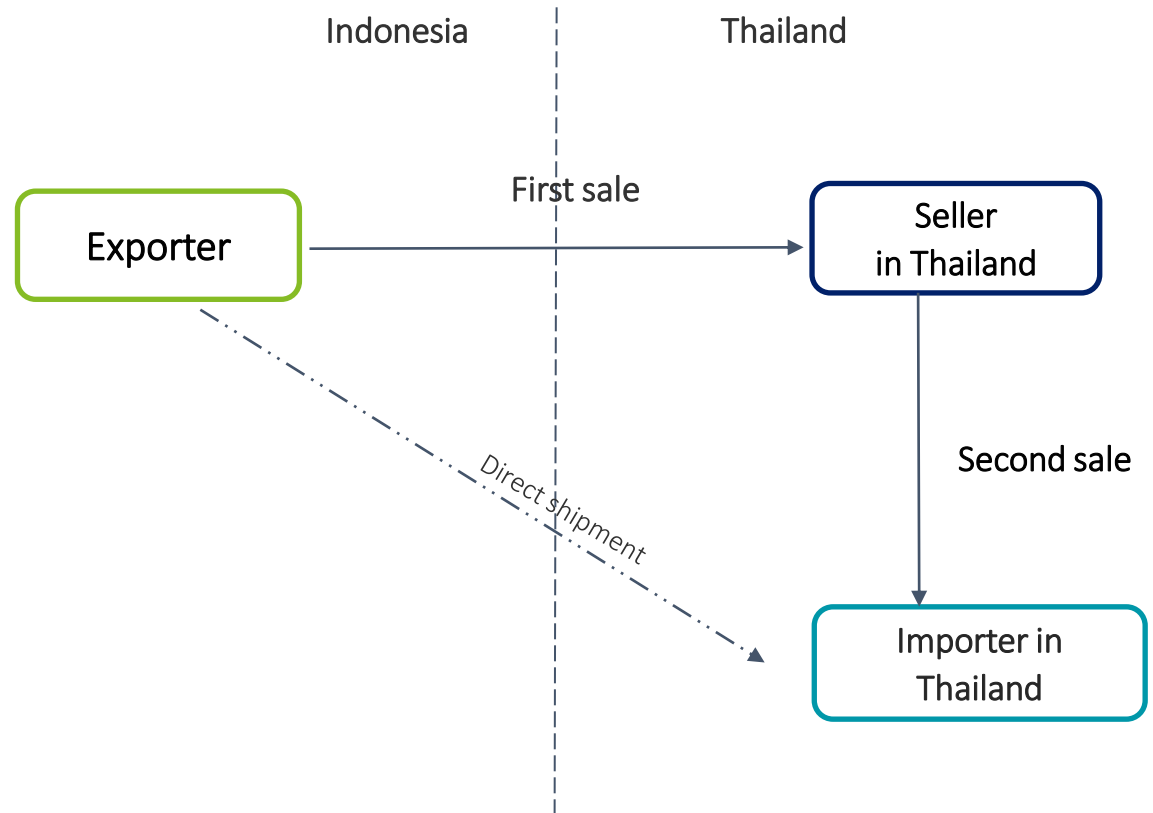 Indonesia
Thailand
First sale
Exporter
Seller
in Thailand
Direct shipment
Second sale
Importer in
Thailand